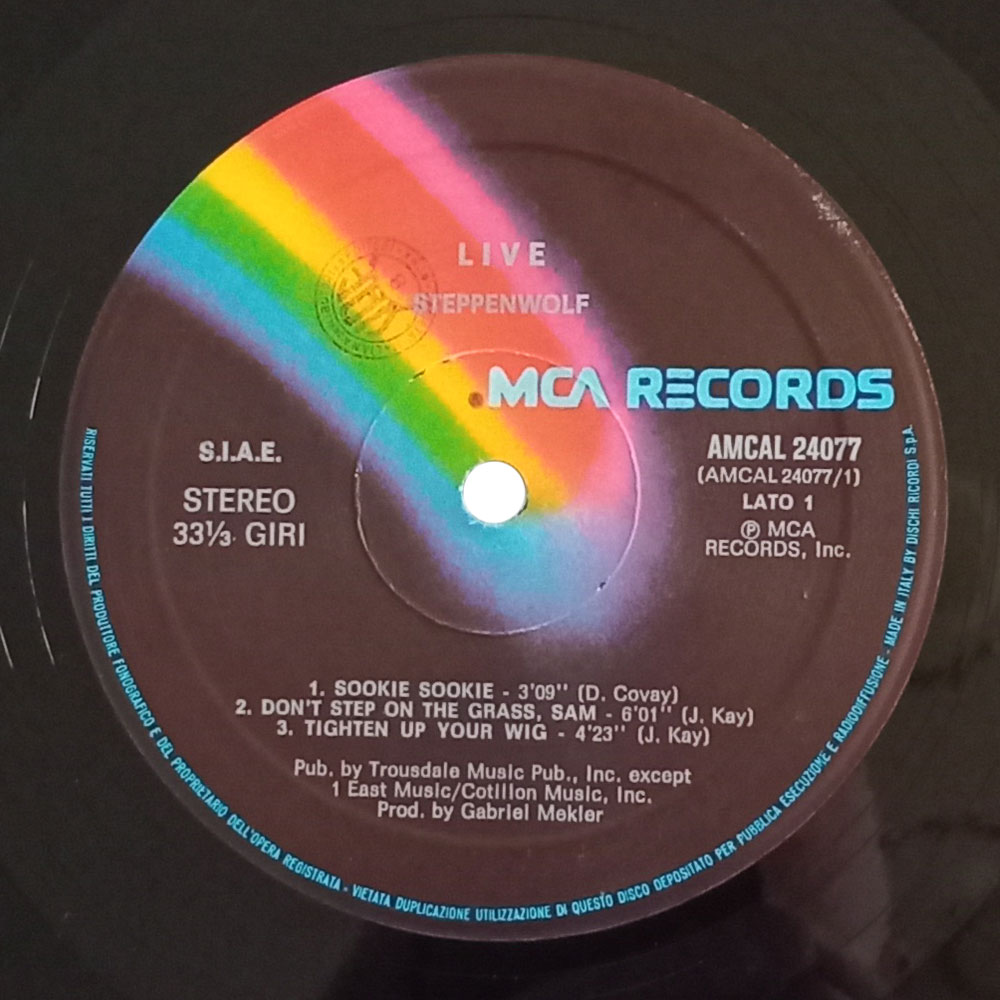 LIVE
STEPPENWOLF
MCA RECORDS
S.I.A.E.
STEREO
33⅓ GIRI
AMCAL 24077
(AMCAL 24077/1)
LATO 1
℗ MCA
RECORDS, Inc.
1. SOOKIE SOOKIE - 3'09" (D. Covay)
2. DON'T STEP ON THE GRASS, SAM - 6'01" (J. Kay)
3. TIGHTEN UP YOUR WIG - 4'23" (J. Kay)
Pub. by Trousdale Music Pub., Inc. except
1 East Music/Cotillon Music, Inc.
Prod. by Gabriel Mekler
RISERVATI TUTTI I DIRITTI DEL PRODUTTORE FONOGRAFICO E DEL PROPRIETARIO DELL'OPERA REGISTRATA - VIETATA DUPLICAZIONE UTILIZZAZIONE DI QUESTO DISCO DEPOSITATO PER PUBBLICA ESECUZIONE E RADIODIFFUSIONE - MADE IN ITALY BY DISCHI RICORDI S.p.A.